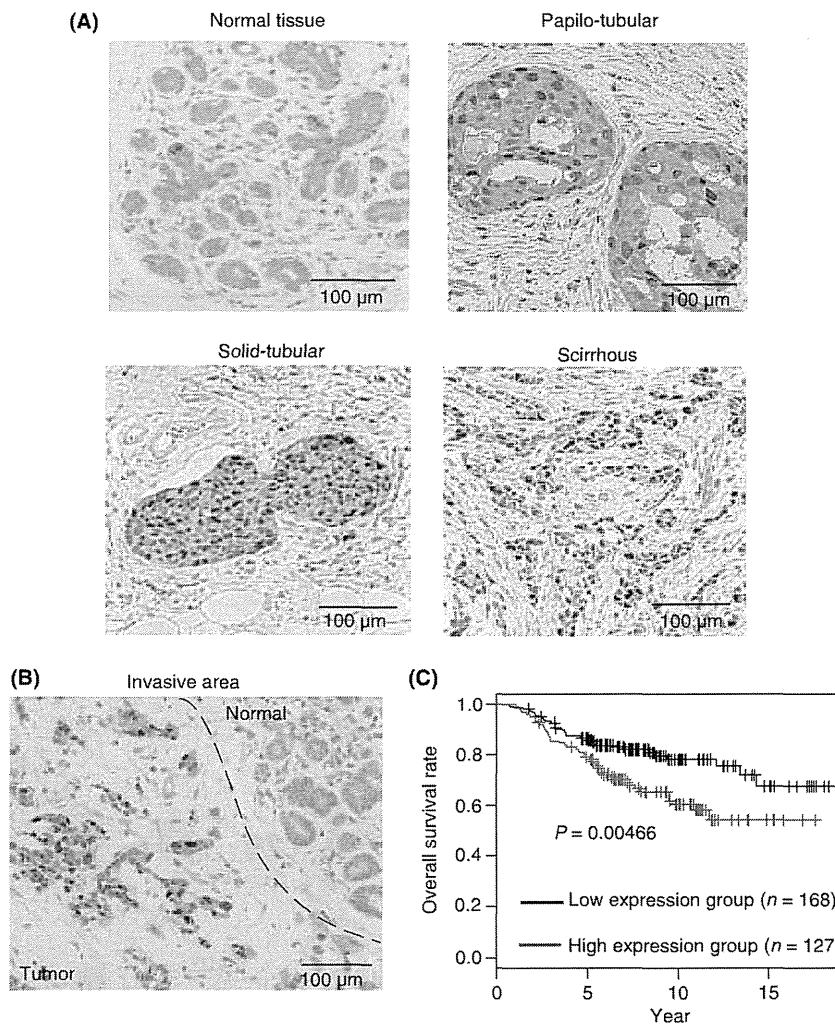 (A)
Normal tissue
Papilo-tubular
100 µm
100 µm
Solid-tubular
Scirrhous
100 µm
100 µm
(B)
Invasive area
Normal
Tumor
100 µm
(C)
Overall survival rate
1.0
0.8
0.6
0.4
0.2
0.0
P = 0.00466
Low expression group (n = 168)
High expression group (n = 127
0
5
10
15
Year